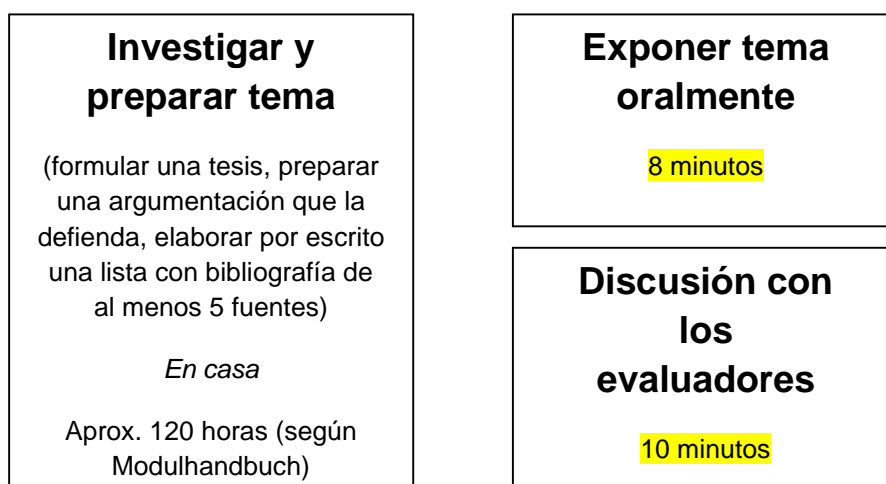 Investigar y
preparar tema
(formular una tesis, preparar
una argumentación que la
defienda, elaborar por escrito
una lista con bibliografía de
al menos 5 fuentes)
En casa
Aprox. 120 horas (según
Modulhandbuch)
Exponer tema
oralmente
8 minutos
Discusión con
los
evaluadores
10 minutos